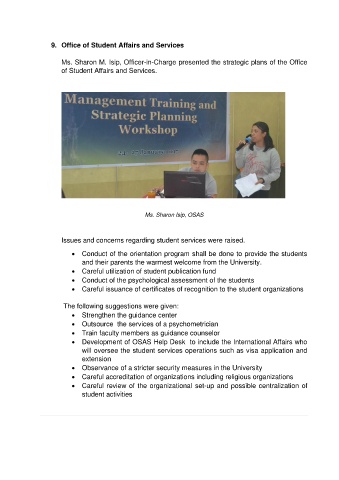 9. Office of Student Affairs and Services
Ms. Sharon M. Isip, Officer-in-Charge presented the strategic plans of the Office
of Student Affairs and Services.
Management Training and
Strategic Planning
Workshop
Ms. Sharon Isip, OSAS
Issues and concerns regarding student services were raised.
• Conduct of the orientation program shall be done to provide the students
and their parents the warmest welcome from the University.
• Careful utilization of student publication fund
• Conduct of the psychological assessment of the students
• Careful issuance of certificates of recognition to the student organizations
The following suggestions were given:
• Strengthen the guidance center
• Outsource the services of a psychometrician
• Train faculty members as guidance counselor
• Development of OSAS Help Desk to include the International Affairs who
will oversee the student services operations such as visa application and
extension
• Observance of a stricter security measures in the University
• Careful accreditation of organizations including religious organizations
• Careful review of the organizational set-up and possible centralization of
student activities